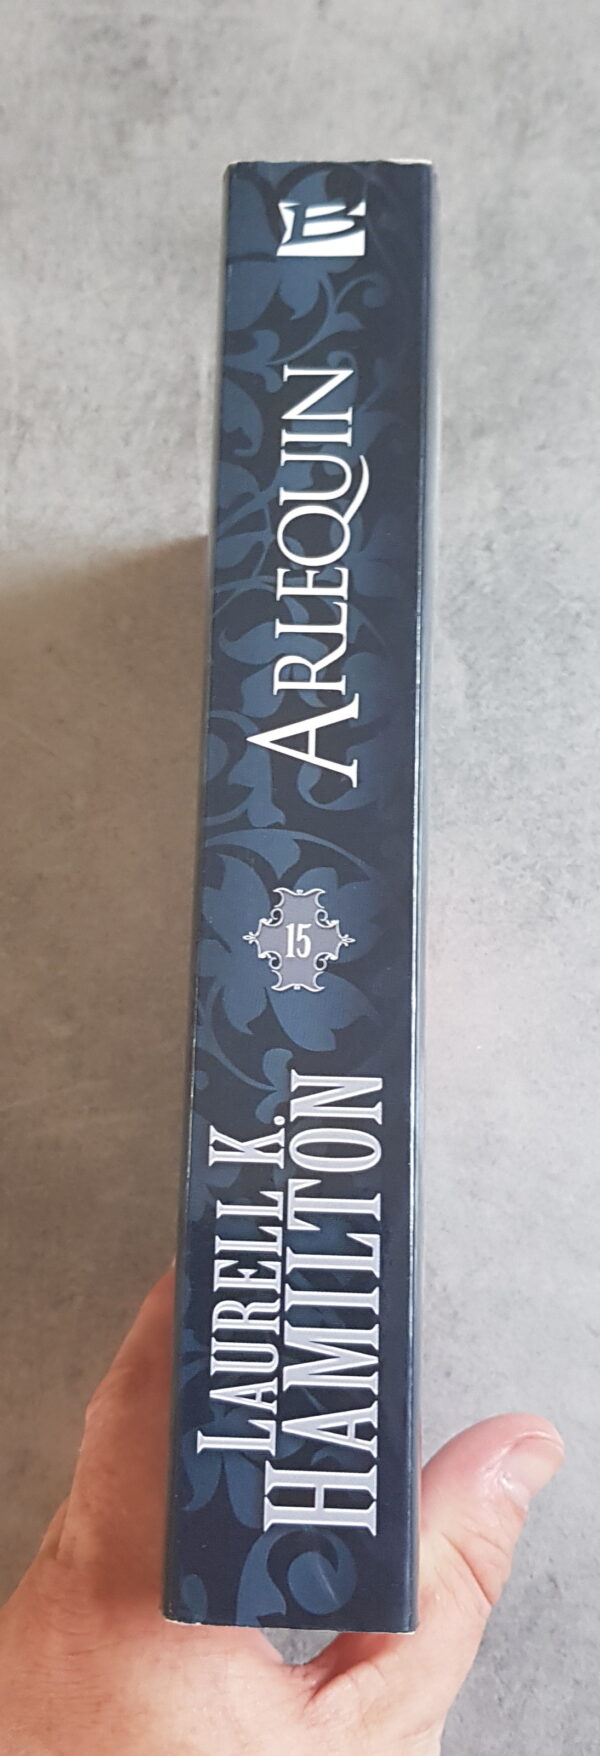 LAURELL K.
HAMILTON
15
ARLEQUIN
B